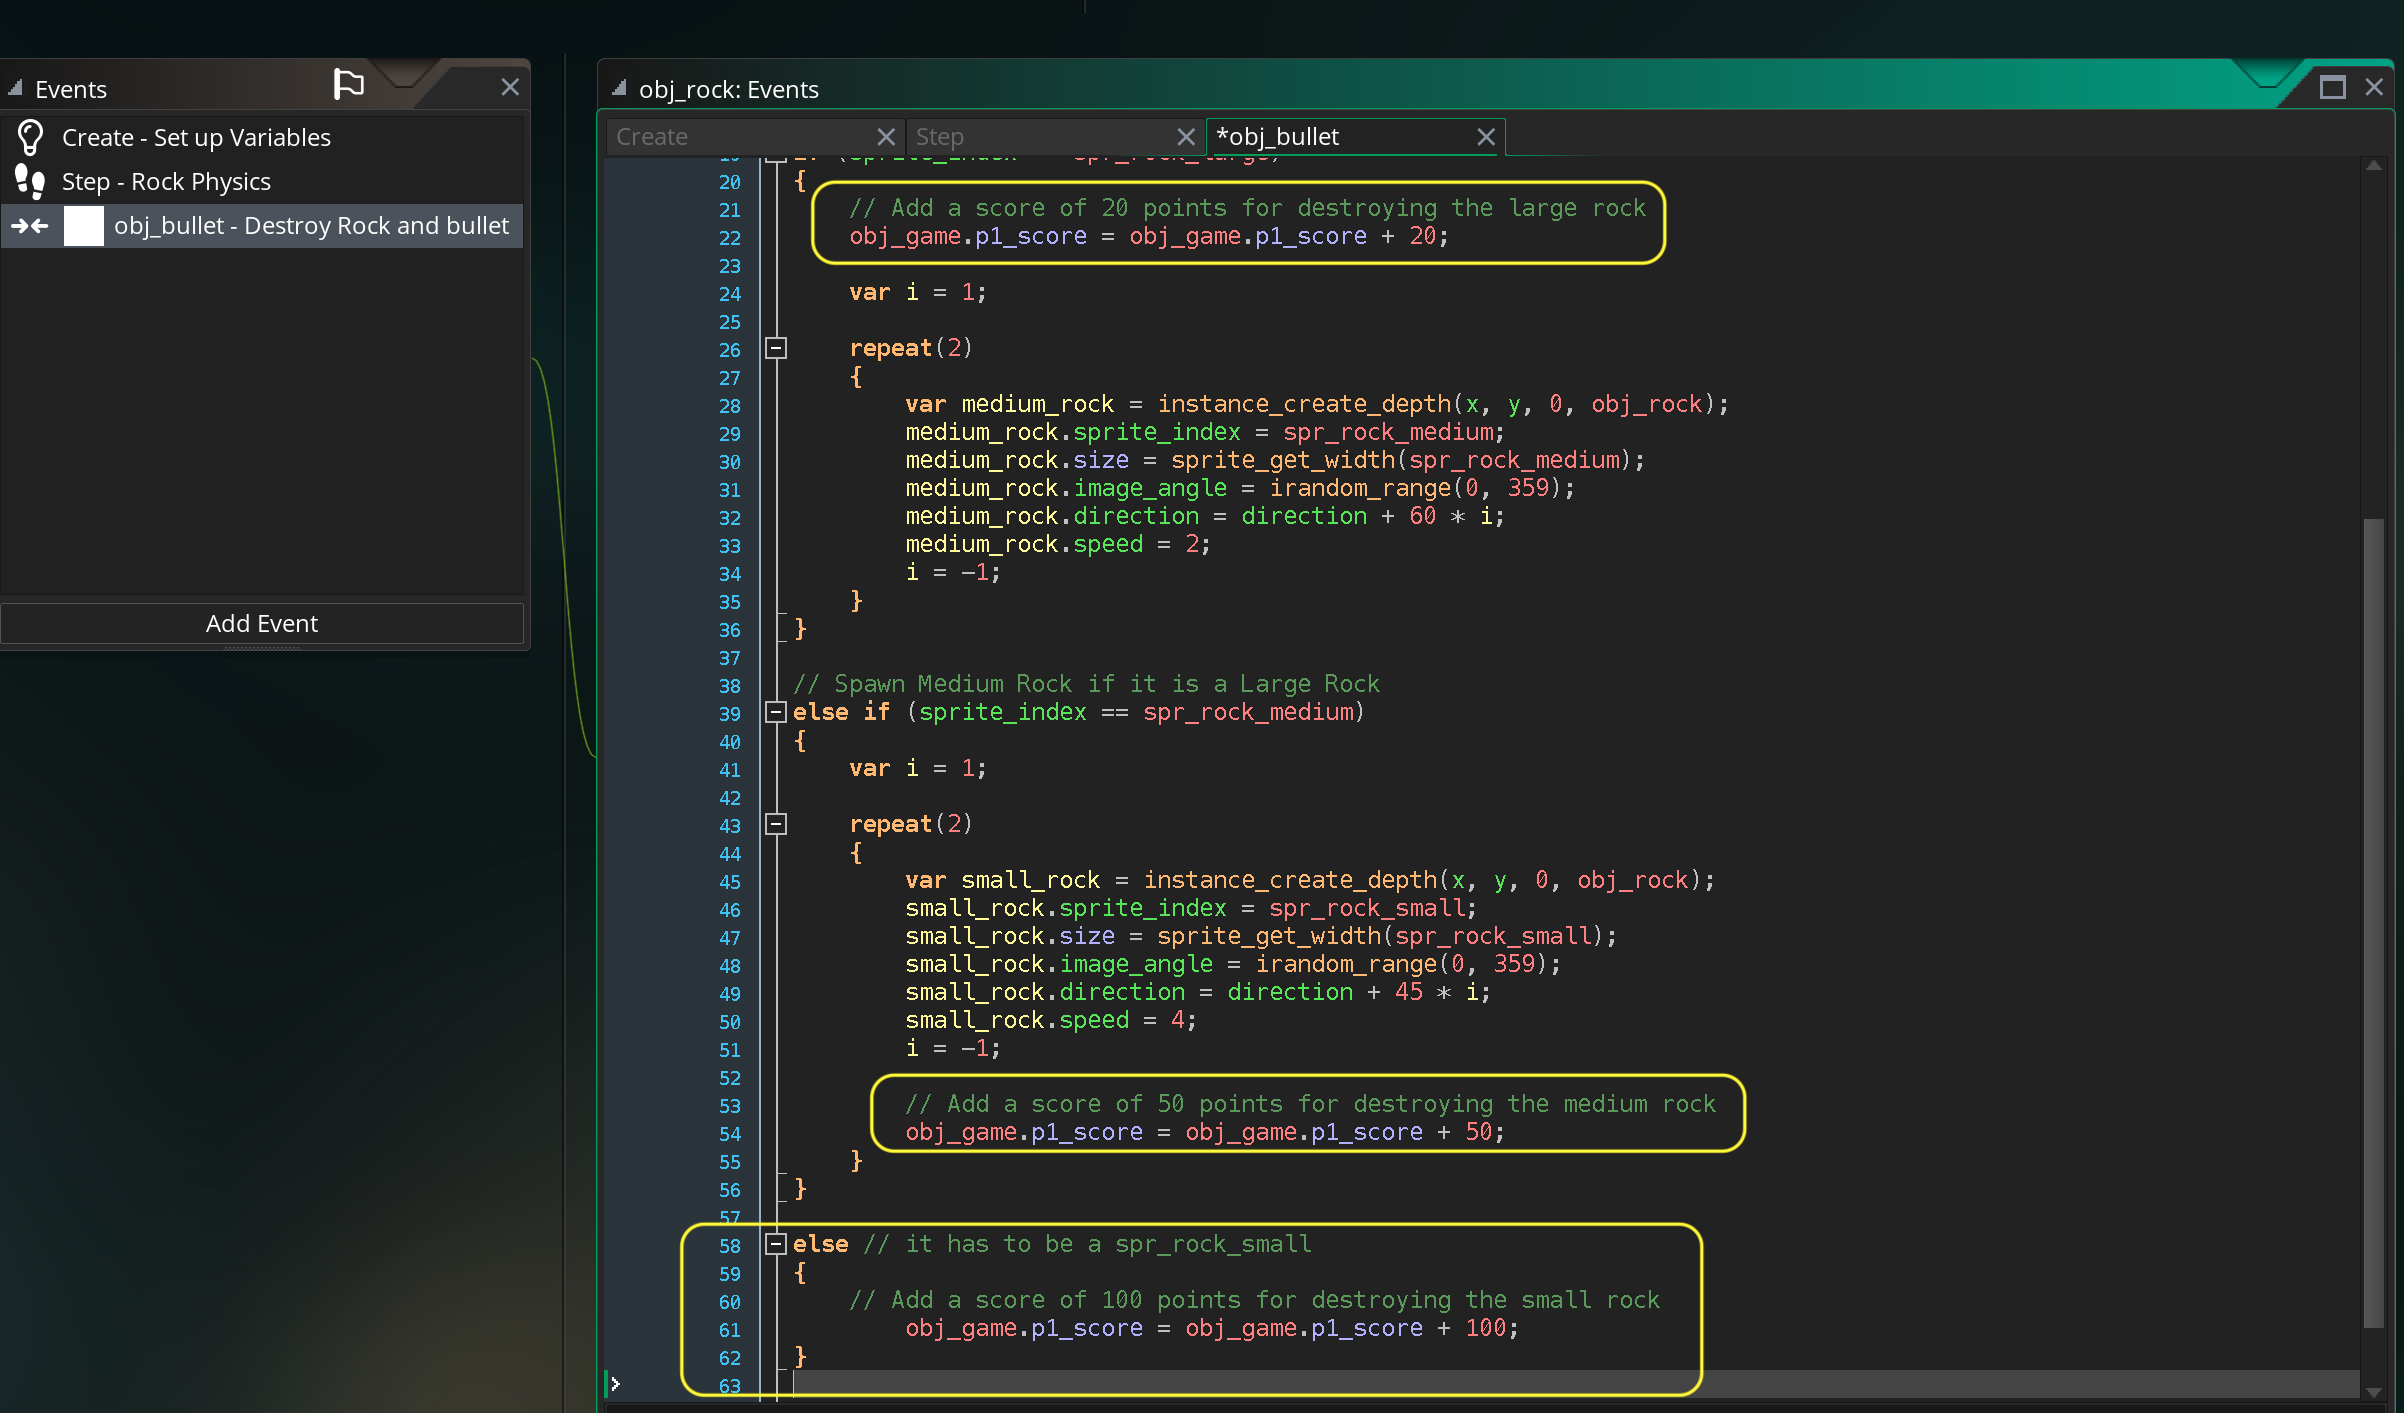 Events
Create - Set up Variables
Step - Rock Physics
obj_bullet - Destroy Rock and bullet
Add Event
obj_rock: Events
Create
Step
*obj_bullet
20 {
21 // Add a score of 20 points for destroying the large rock
22 obj_game.p1_score = obj_game.p1_score + 20;
23
24 var i = 1;
25
26 repeat(2)
27 {
28 var medium_rock = instance_create_depth(x, y, 0, obj_rock);
29 medium_rock.sprite_index = spr_rock_medium;
30 medium_rock.size = sprite_get_width(spr_rock_medium);
31 medium_rock.image_angle = irandom_range(0, 359);
32 medium_rock.direction = direction + 60 * i;
33 medium_rock.speed = 2;
34 i = -1;
35 }
36 }
37
38 // Spawn Medium Rock if it is a Large Rock
39 else if (sprite_index == spr_rock_medium)
40 {
41 var i = 1;
42
43 repeat(2)
44 {
45 var small_rock = instance_create_depth(x, y, 0, obj_rock);
46 small_rock.sprite_index = spr_rock_small;
47 small_rock.size = sprite_get_width(spr_rock_small);
48 small_rock.image_angle = irandom_range(0, 359);
49 small_rock.direction = direction + 45 * i;
50 small_rock.speed = 4;
51 i = -1;
52
53 // Add a score of 50 points for destroying the medium rock
54 obj_game.p1_score = obj_game.p1_score + 50;
55 }
56 }
57
58 else // it has to be a spr_rock_small
59 {
60 // Add a score of 100 points for destroying the small rock
61 obj_game.p1_score = obj_game.p1_score + 100;
62 }
63